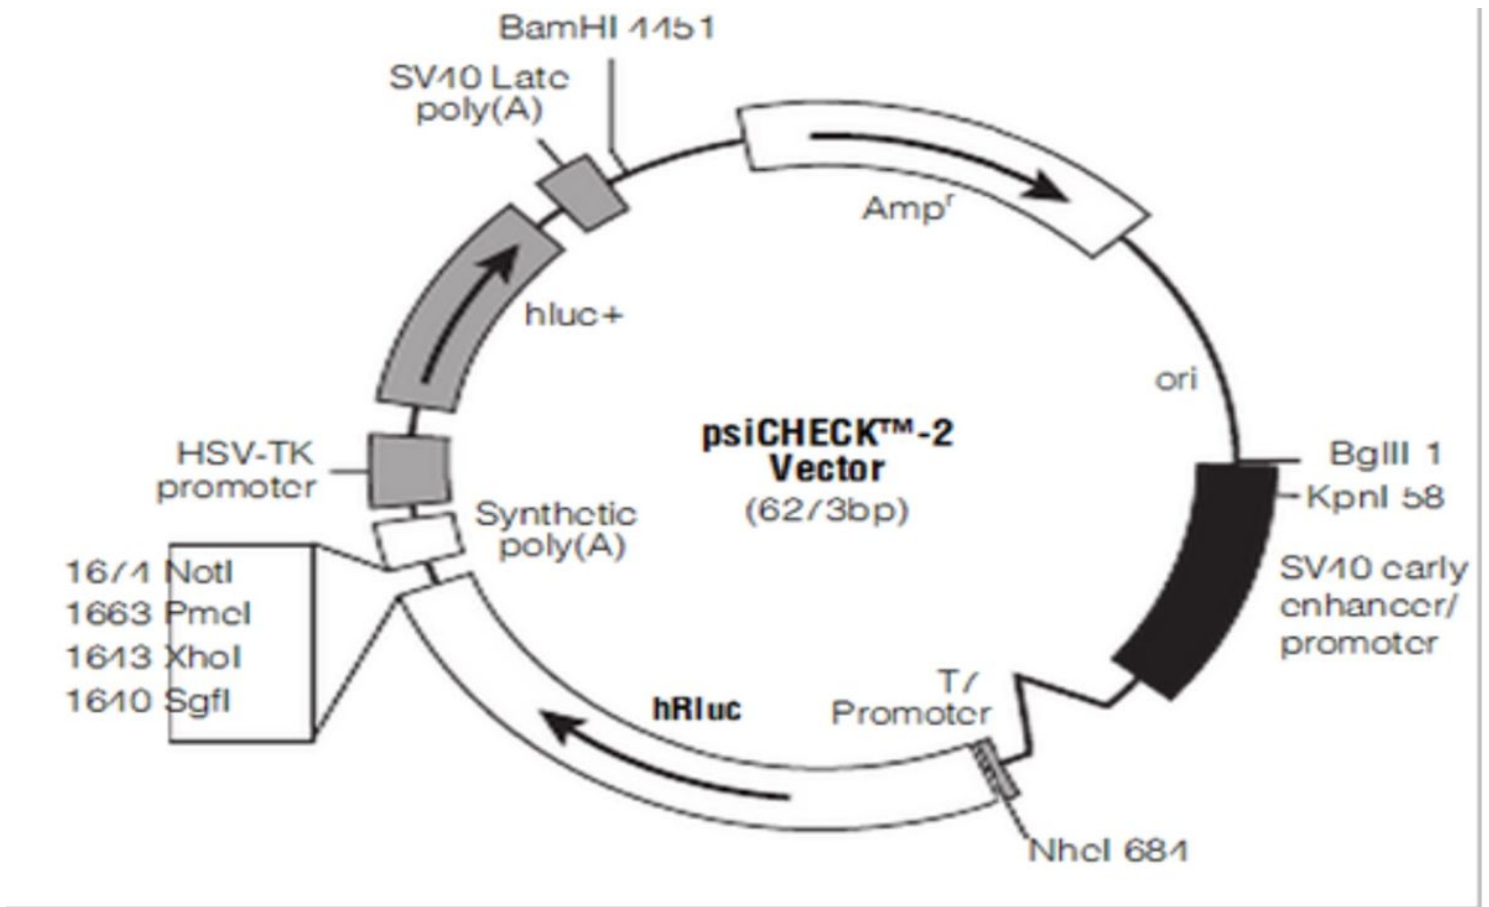 BamHI 4451
SV40 Late
poly(A)
Ampʳ
hluc+
ori
psiCHECK™-2
Vector
(6273bp)
BglII 1
KpnI 58
HSV-TK
promoter
Synthetic
poly(A)
SV40 early
enhancer/
promoter
1674 NotI
1663 PmeI
1643 XhoI
1640 SgfI
T7
Promoter
hRluc
NheI 684